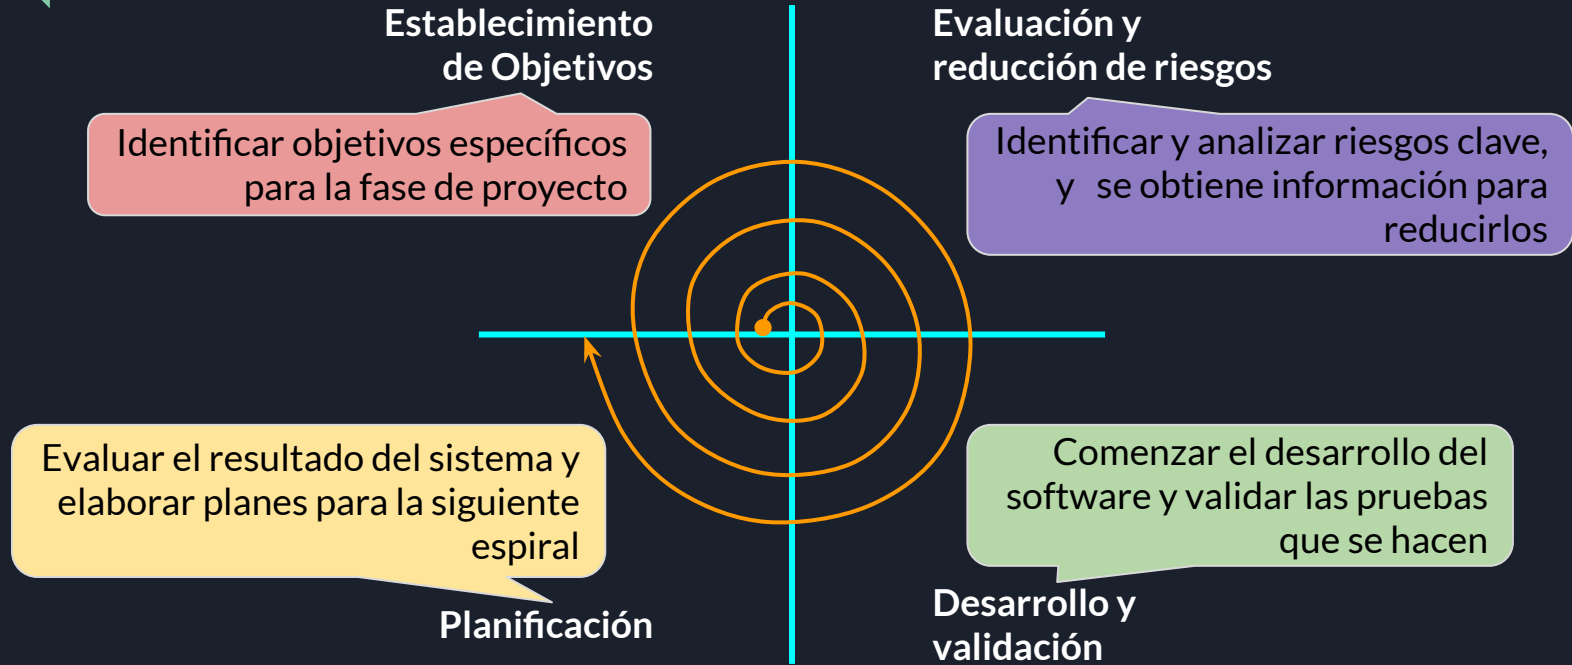 Establecimiento
de Objetivos
Identificar objetivos específicos
para la fase de proyecto
Evaluación y
reducción de riesgos
Identificar y analizar riesgos clave,
y se obtiene información para
reducirlos
Evaluar el resultado del sistema y
elaborar planes para la siguiente
espiral
Planificación
Comenzar el desarrollo del
software y validar las pruebas
que se hacen
Desarrollo y
validación